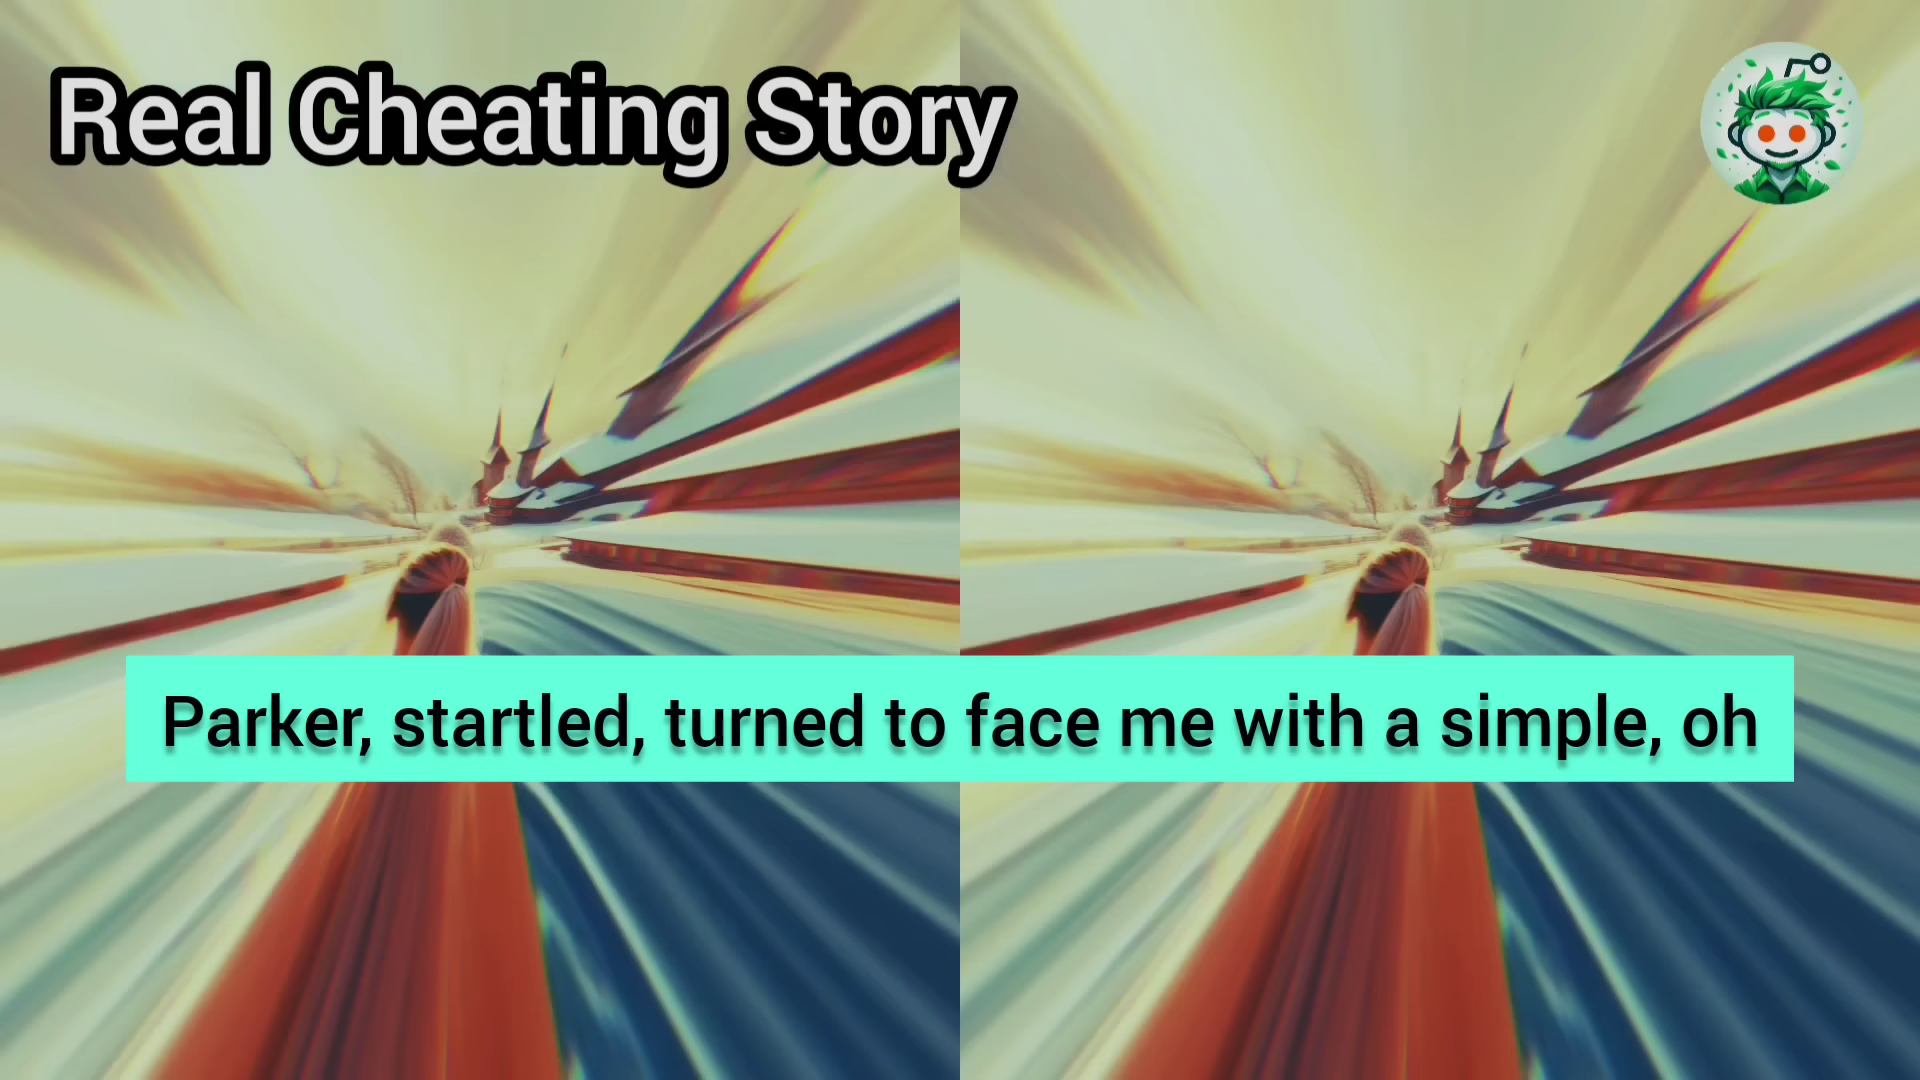 Real Cheating Story
Parker, startled, turned to face me with a simple, oh